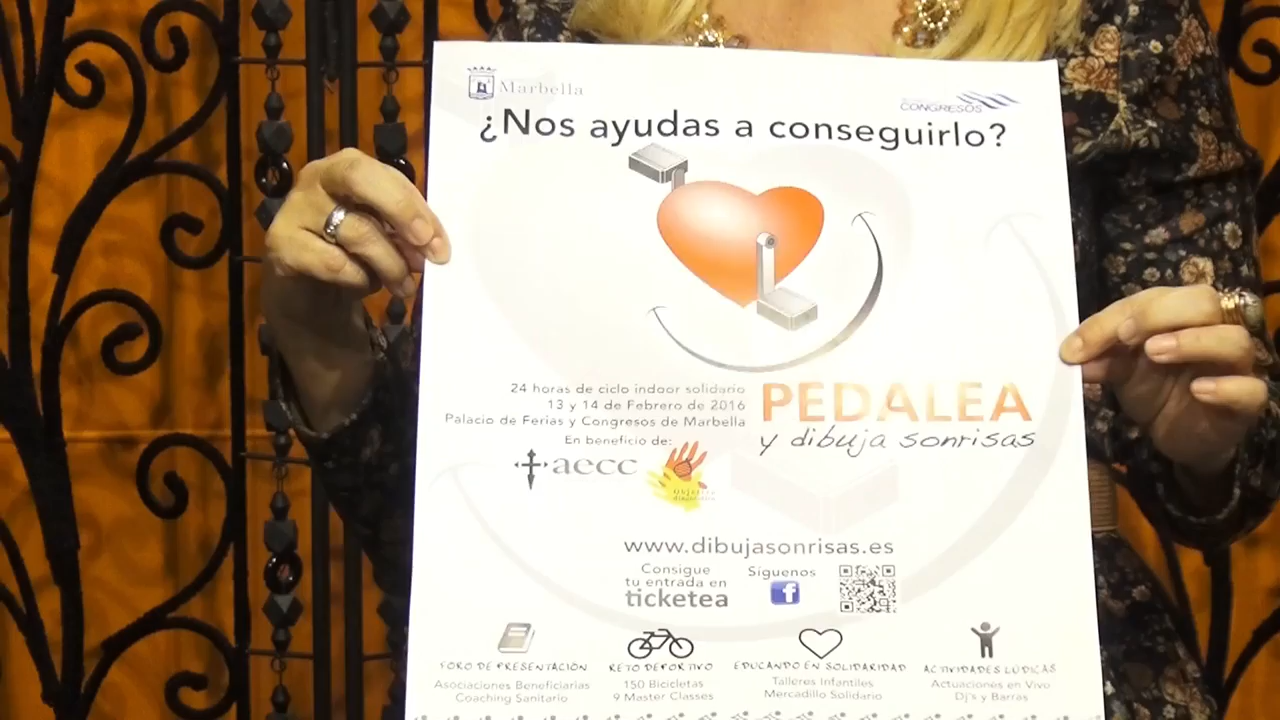 Marbella
CONGRESOS
¿Nos ayudas a conseguirlo?
24 horas de ciclo indoor solidario
13 y 14 de Febrero de 2016
Palacio de Ferias y Congresos de Marbella
En beneficio de:
aecc
PEDALEA
y dibuja sonrisas
www.dibujasonrisas.es
Consigue
tu entrada en
ticketea
Síguenos
f
FORO DE PRESENTACIÓN
Asociaciones Beneficiarias
Coaching Sanitario
RETO DEPORTIVO
150 Bicicletas
9 Master Classes
EDUCANDO EN SOLIDARIDAD
Talleres Infantiles
Mercadillo Solidario
ACTIVIDADES LÚDICAS
Actuaciones en Vivo
Dj's y Barras